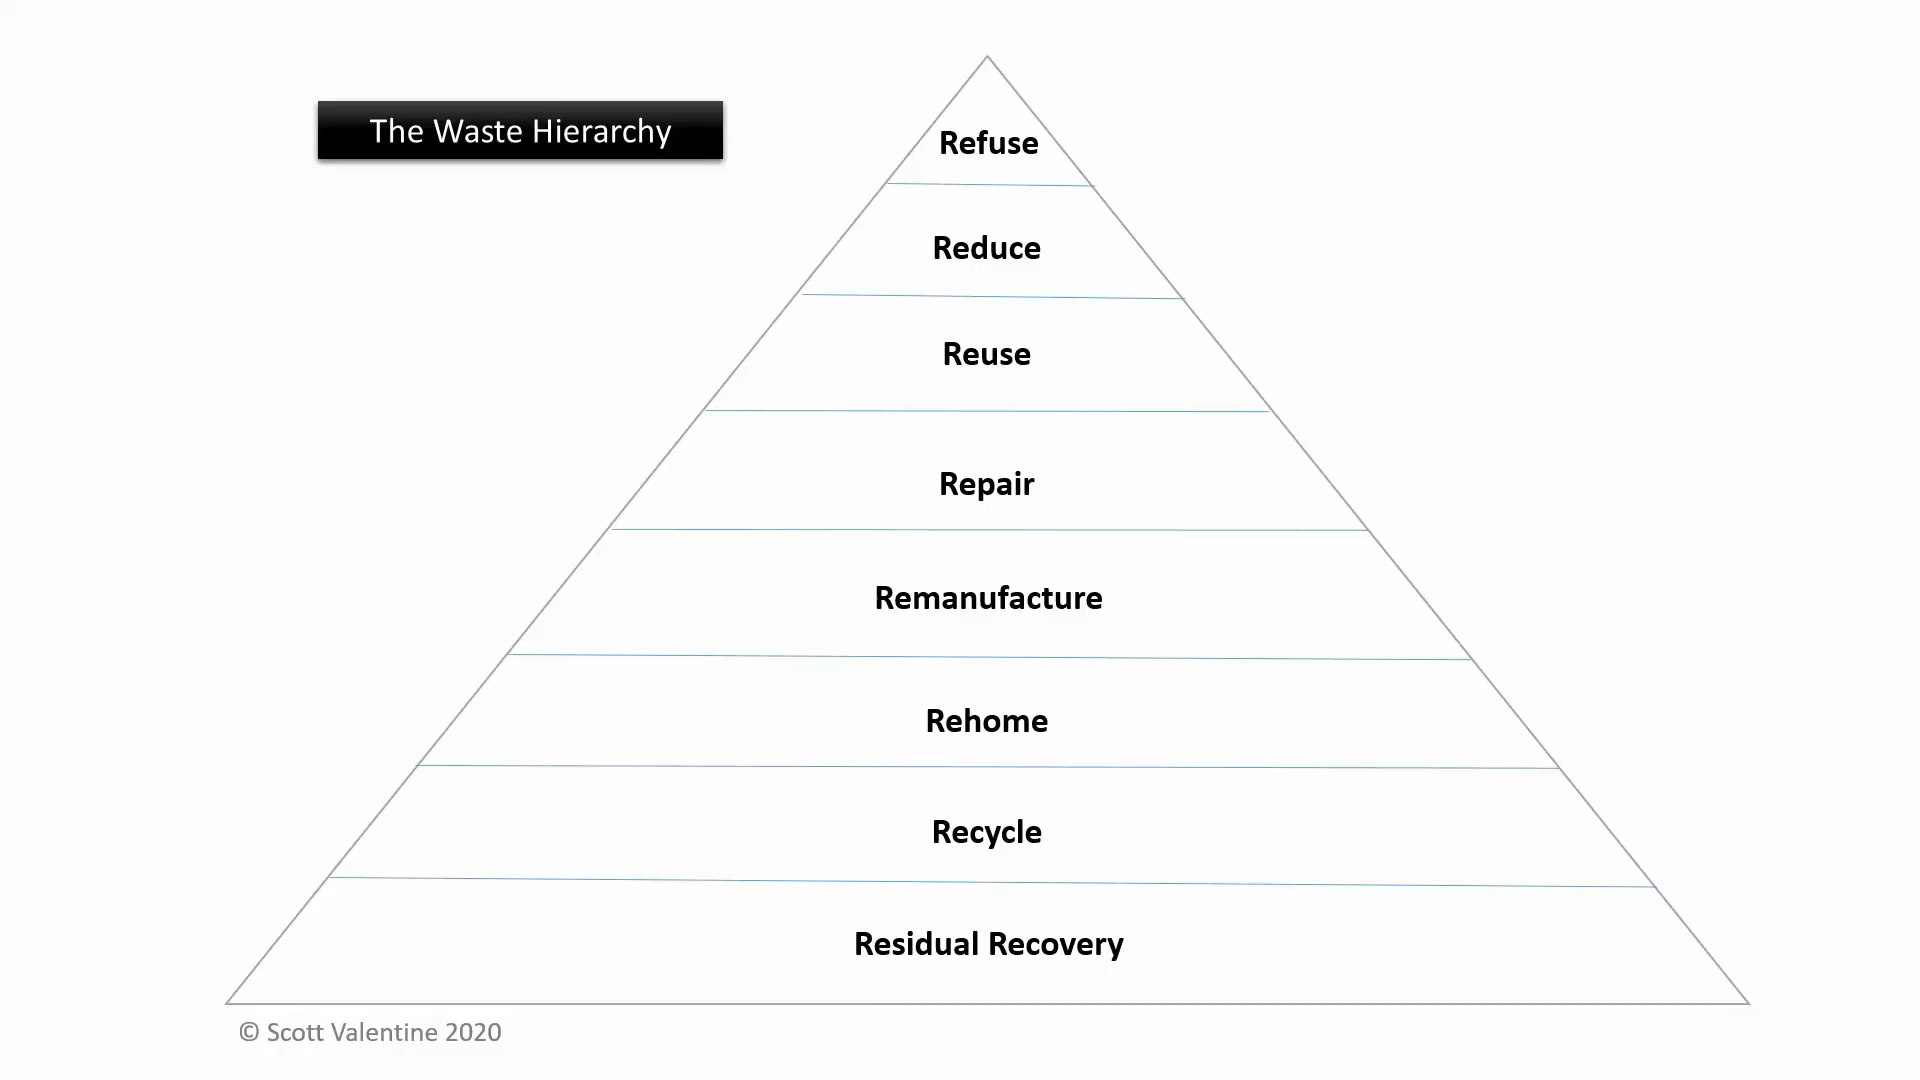 The Waste Hierarchy
Refuse
Reduce
Reuse
Repair
Remanufacture
Rehome
Recycle
Residual Recovery
© Scott Valentine 2020